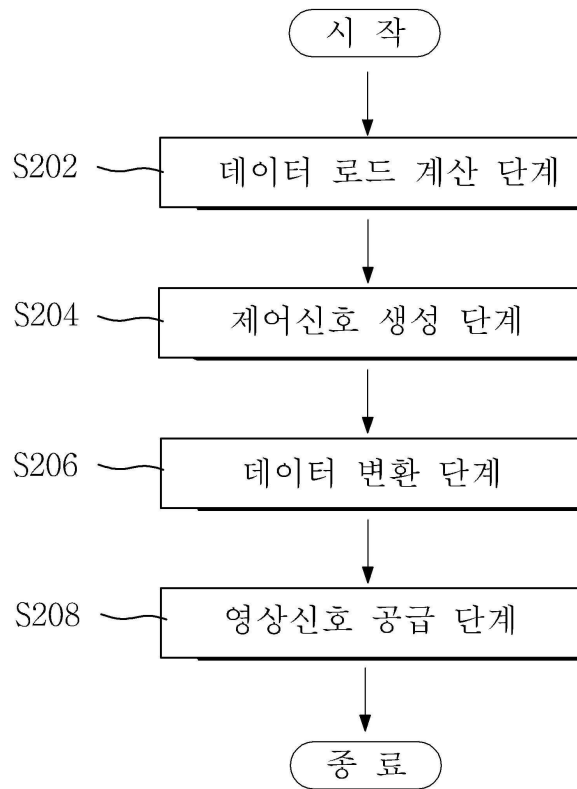 시 작
S202 데이터 로드 계산 단계
S204 제어신호 생성 단계
S206 데이터 변환 단계
S208 영상신호 공급 단계
종 료